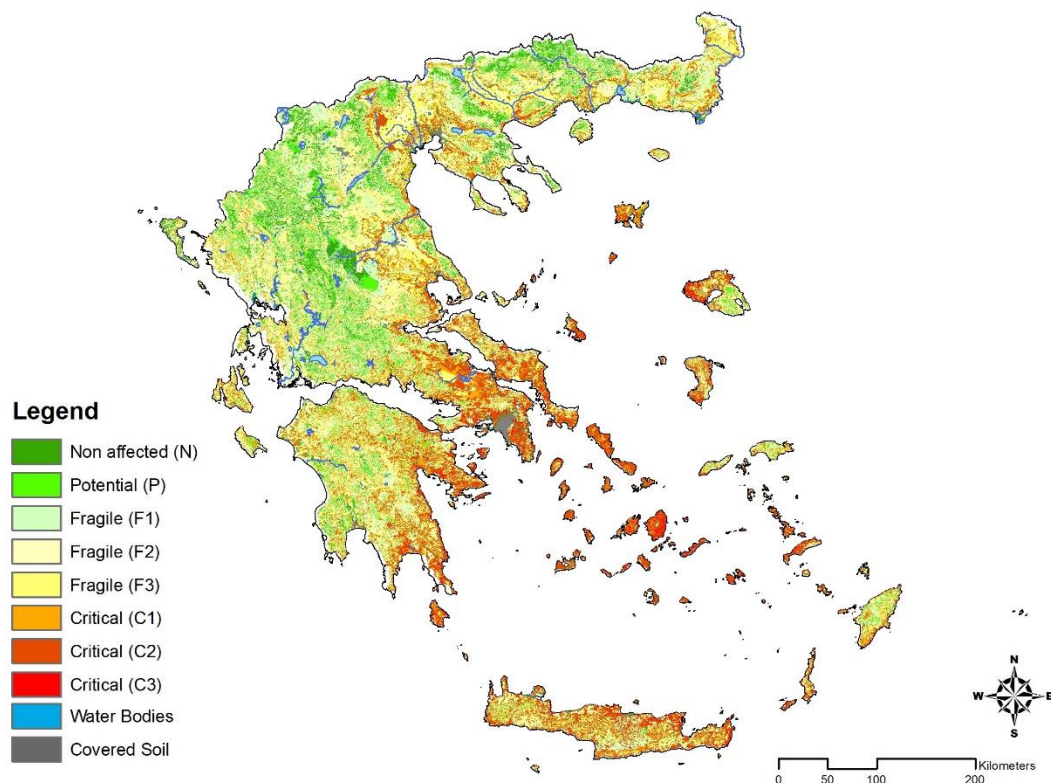 Legend
Non affected (N)
Potential (P)
Fragile (F1)
Fragile (F2)
Fragile (F3)
Critical (C1)
Critical (C2)
Critical (C3)
Water Bodies
Covered Soil
N
W E
S
Kilometers
0 50 100 200